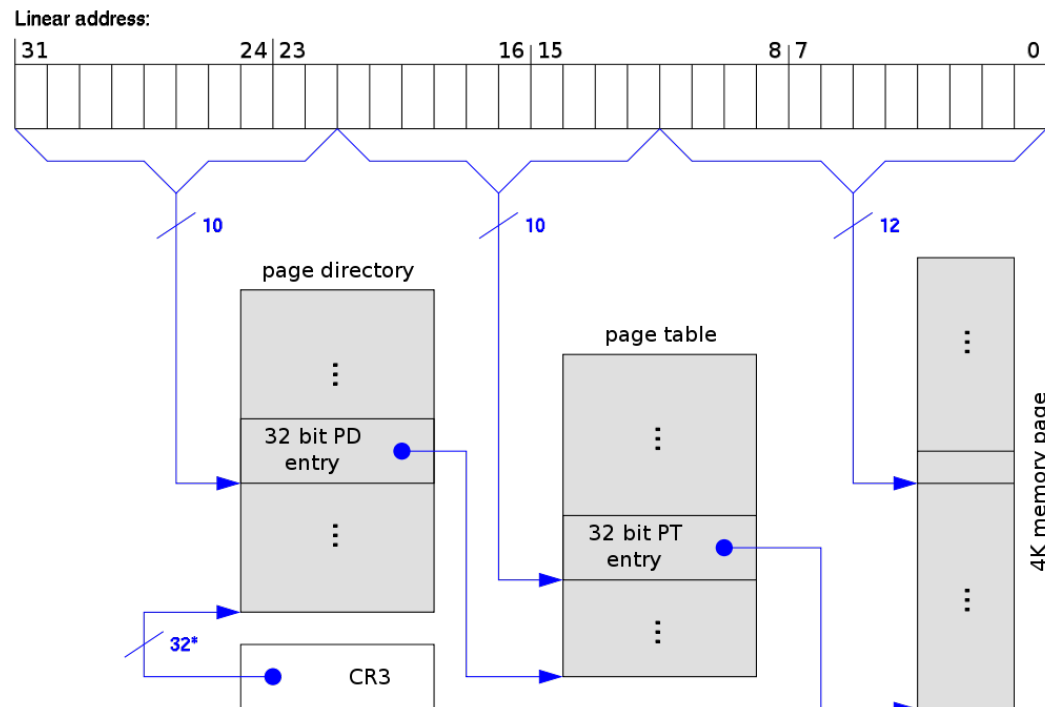 Linear address:
31 24 23 16 15 8 7 0
10 10 12
page directory
page table
⋮ ⋮ ⋮
32 bit PD
entry
⋮
32 bit PT
entry
⋮ ⋮
4K memory page
32*
CR3